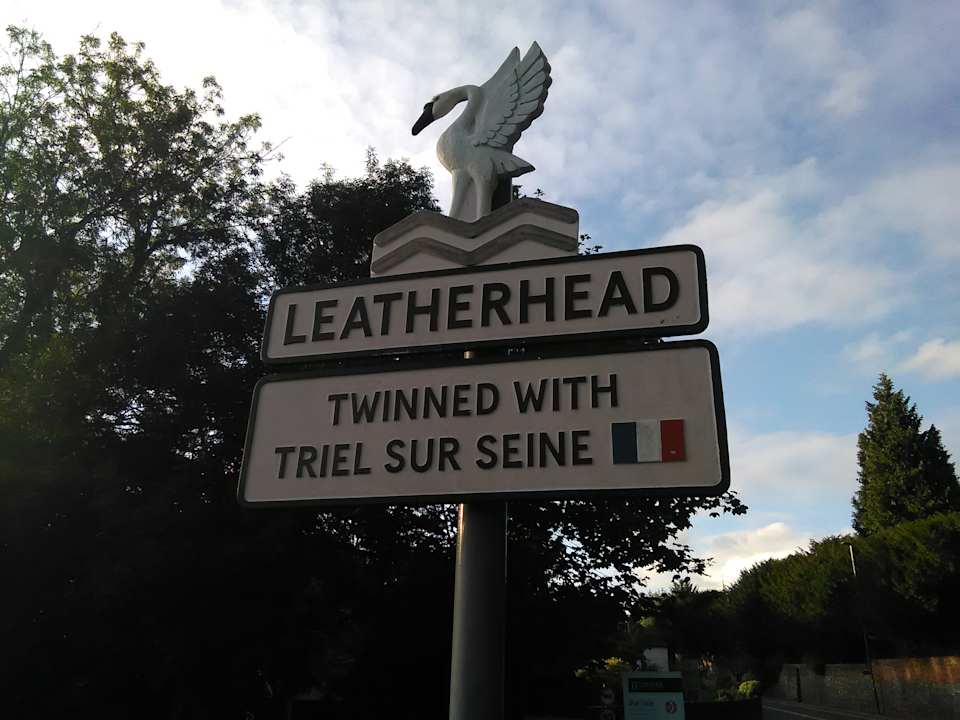 LEATHERHEAD
TWINNED WITH
TRIEL SUR SEINE